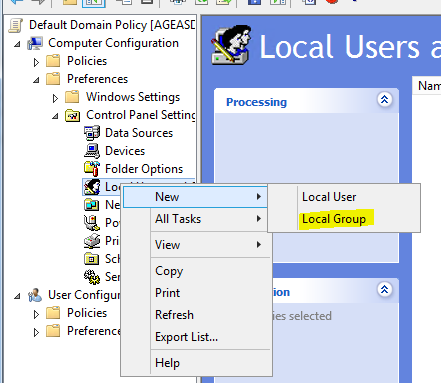 Default Domain Policy [AGEASE
Computer Configuration
Policies
Preferences
Windows Settings
Control Panel Setting
Data Sources
Devices
Folder Options
Loc
Ne
Po
Pri
Sch
Ser
User Configur
Policies
Preference
Local Users a
Processing
Nam
New
All Tasks
View
Copy
Print
Refresh
Export List...
Help
Local User
Local Group
ion
ies selected